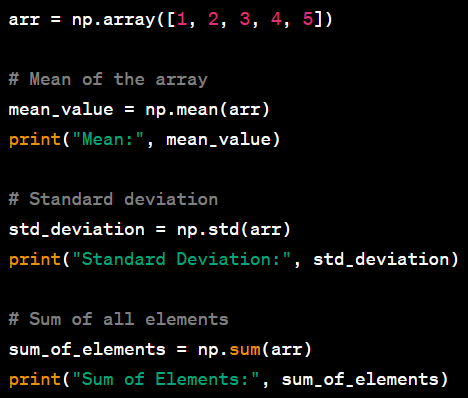 arr = np.array([1, 2, 3, 4, 5])
# Mean of the array
mean_value = np.mean(arr)
print("Mean:", mean_value)
# Standard deviation
std_deviation = np.std(arr)
print("Standard Deviation:", std_deviation)
# Sum of all elements
sum_of_elements = np.sum(arr)
print("Sum of Elements:", sum_of_elements)